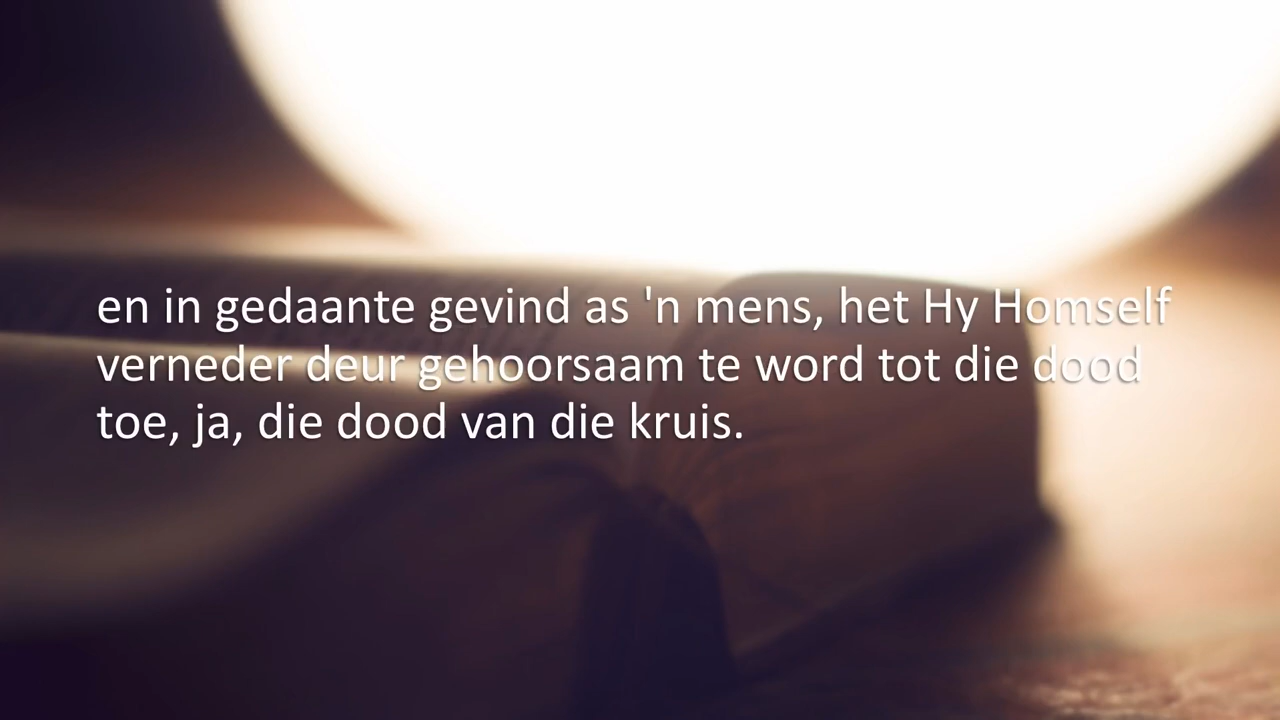 en in gedaante gevind as 'n mens, het Hy Homself
verneder deur gehoorsaam te word tot die dood
toe, ja, die dood van die kruis.